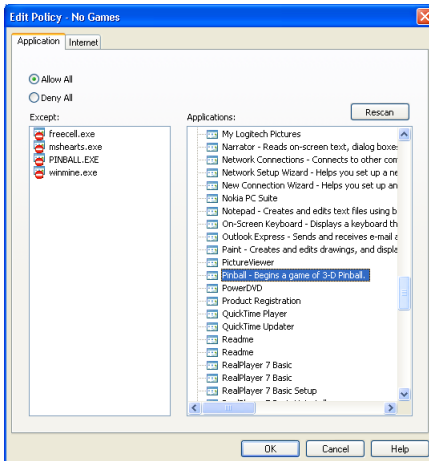 Edit Policy - No Games
Application
Internet
Allow All
Deny All
Rescan
Except:
freecell.exe
mshearts.exe
PINBALL.EXE
winmine.exe
Applications:
My Logitech Pictures
Narrator - Reads on-screen text, dialog boxe
Network Connections - Connects to other com
Network Setup Wizard - Helps you set up a ne
New Connection Wizard - Helps you set up an
Nokia PC Suite
Notepad - Creates and edits text files using b
On-Screen Keyboard - Displays a keyboard th
Outlook Express - Sends and receives e-mail a
Paint - Creates and edits drawings, and displa
PictureViewer
Pinball - Begins a game of 3-D Pinball.
PowerDVD
Product Registration
QuickTime Player
QuickTime Updater
Readme
Readme
RealPlayer 7 Basic
RealPlayer 7 Basic
RealPlayer 7 Basic Setup
OK
Cancel
Help